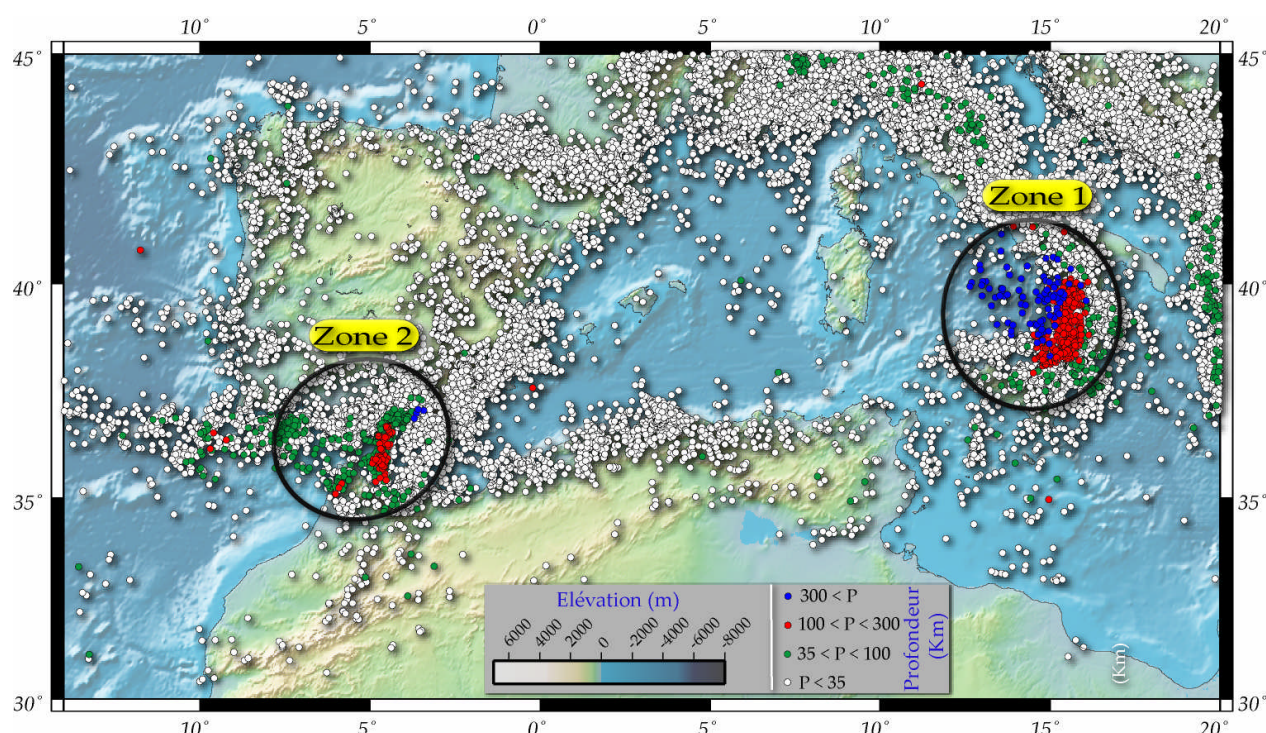 10° 5° 0° 5° 10° 15° 20°
45° 45°
Zone 1
40° 40°
Zone 2
35° 35°
Elévation (m)
6000 4000 2000 0 -2000 -4000 -6000 -8000
300 < P
100 < P < 300
35 < P < 100
P < 35
Profondeur
(Km)
(Km)
30° 30°
10° 5° 0° 5° 10° 15° 20°